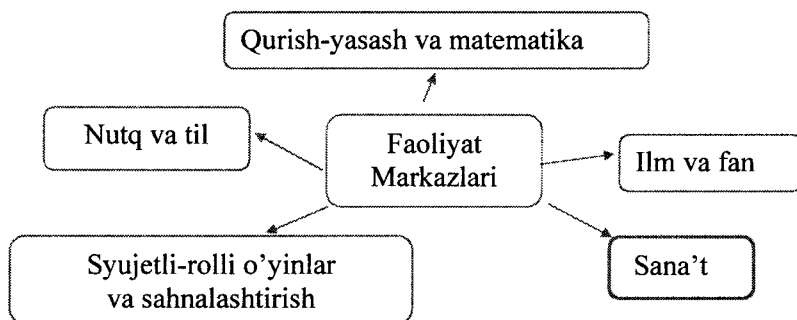 Qurish-yasash va matematika
Nutq va til
Faoliyat
Markazlari
Ilm va fan
Syujetli-rolli o'yinlar
va sahnalashtirish
Sana't